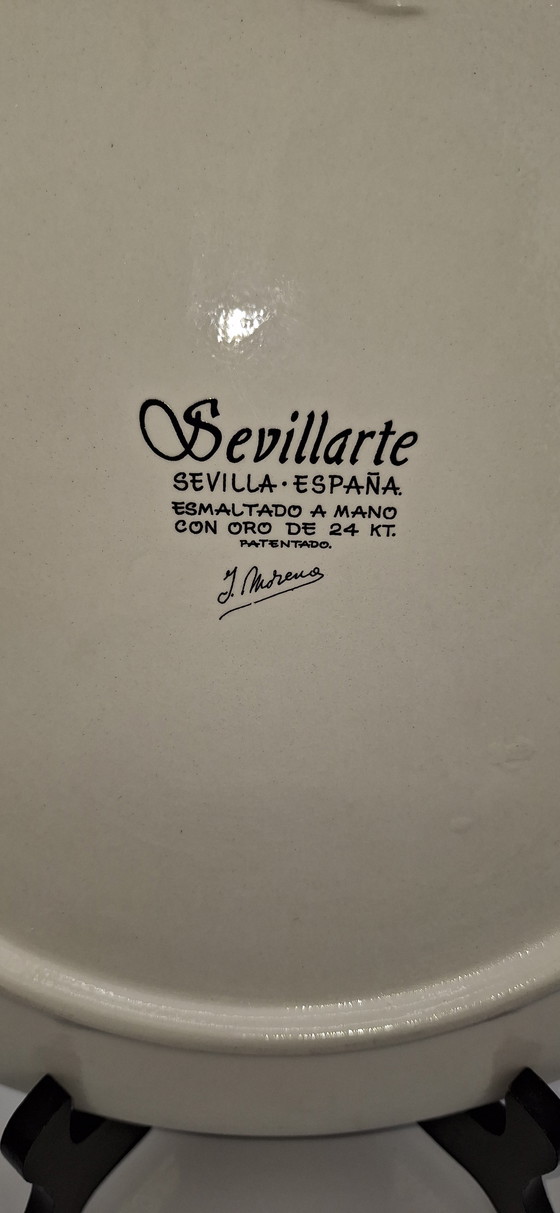 Sevillarte
SEVILLA·ESPAÑA.
ESMALTADO A MANO
CON ORO DE 24 KT.
PATENTADO.
J. Moreno